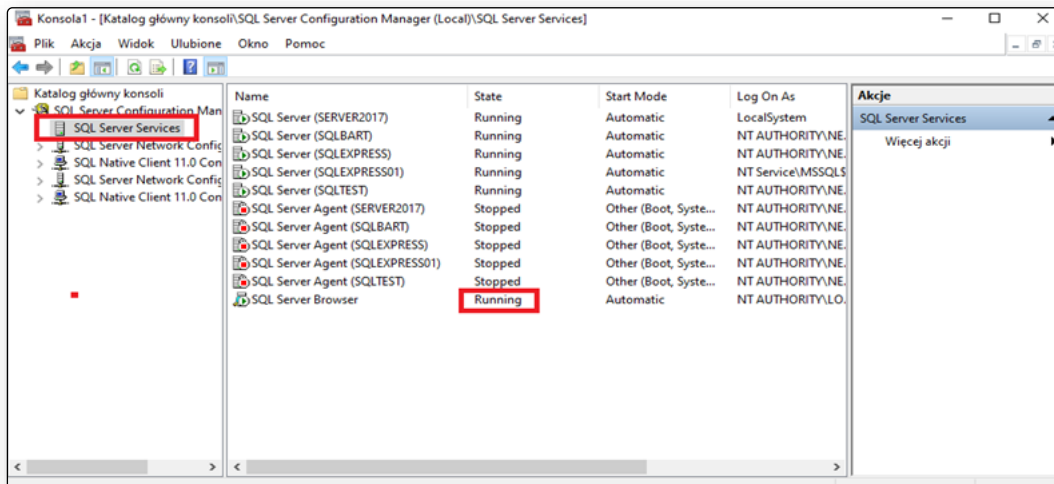 Konsola1 - [Katalog główny konsoli\SQL Server Configuration Manager (Local)\SQL Server Services]
Plik Akcja Widok Ulubione Okno Pomoc
Katalog główny konsoli
SQL Server Configuration Man
SQL Server Services
SQL Server Network Config
SQL Native Client 11.0 Con
SQL Server Network Config
SQL Native Client 11.0 Con
Name State Start Mode Log On As
SQL Server (SERVER2017) Running Automatic LocalSystem
SQL Server (SQLBART) Running Automatic NT AUTHORITY\NE.
SQL Server (SQLEXPRESS) Running Automatic NT AUTHORITY\NE.
SQL Server (SQLEXPRESS01) Running Automatic NT Service\MSSQL$
SQL Server (SQLTEST) Running Automatic NT AUTHORITY\NE.
SQL Server Agent (SERVER2017) Stopped Other (Boot, Syste... NT AUTHORITY\NE.
SQL Server Agent (SQLBART) Stopped Other (Boot, Syste... NT AUTHORITY\NE.
SQL Server Agent (SQLEXPRESS) Stopped Other (Boot, Syste... NT AUTHORITY\NE.
SQL Server Agent (SQLEXPRESS01) Stopped Other (Boot, Syste... NT AUTHORITY\NE.
SQL Server Agent (SQLTEST) Stopped Other (Boot, Syste... NT AUTHORITY\NE.
SQL Server Browser Running Automatic NT AUTHORITY\LO.
Akcje
SQL Server Services
Więcej akcji